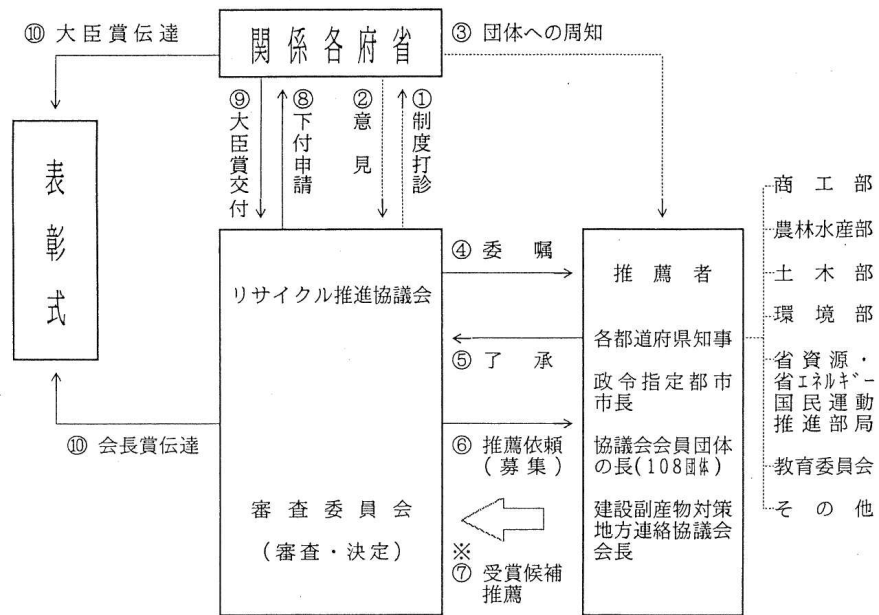 ⑩ 大臣賞伝達
関係各府省
③ 団体への周知
⑨大臣賞交付
⑧下付申請
②意見
①制度打診
表彰式
リサイクル推進協議会
審査委員会
(審査・決定)
④ 委嘱
⑤ 了承
⑥ 推薦依頼
(募集)
※
⑦ 受賞候補
推薦
⑩ 会長賞伝達
推薦者
各都道府県知事
政令指定都市
市長
協議会会員団体
の長(108団体)
建設副産物対策
地方連絡協議会
会長
商工部
農林水産部
土木部
環境部
省資源・
省エネルギー
国民運動
推進部局
教育委員会
その他